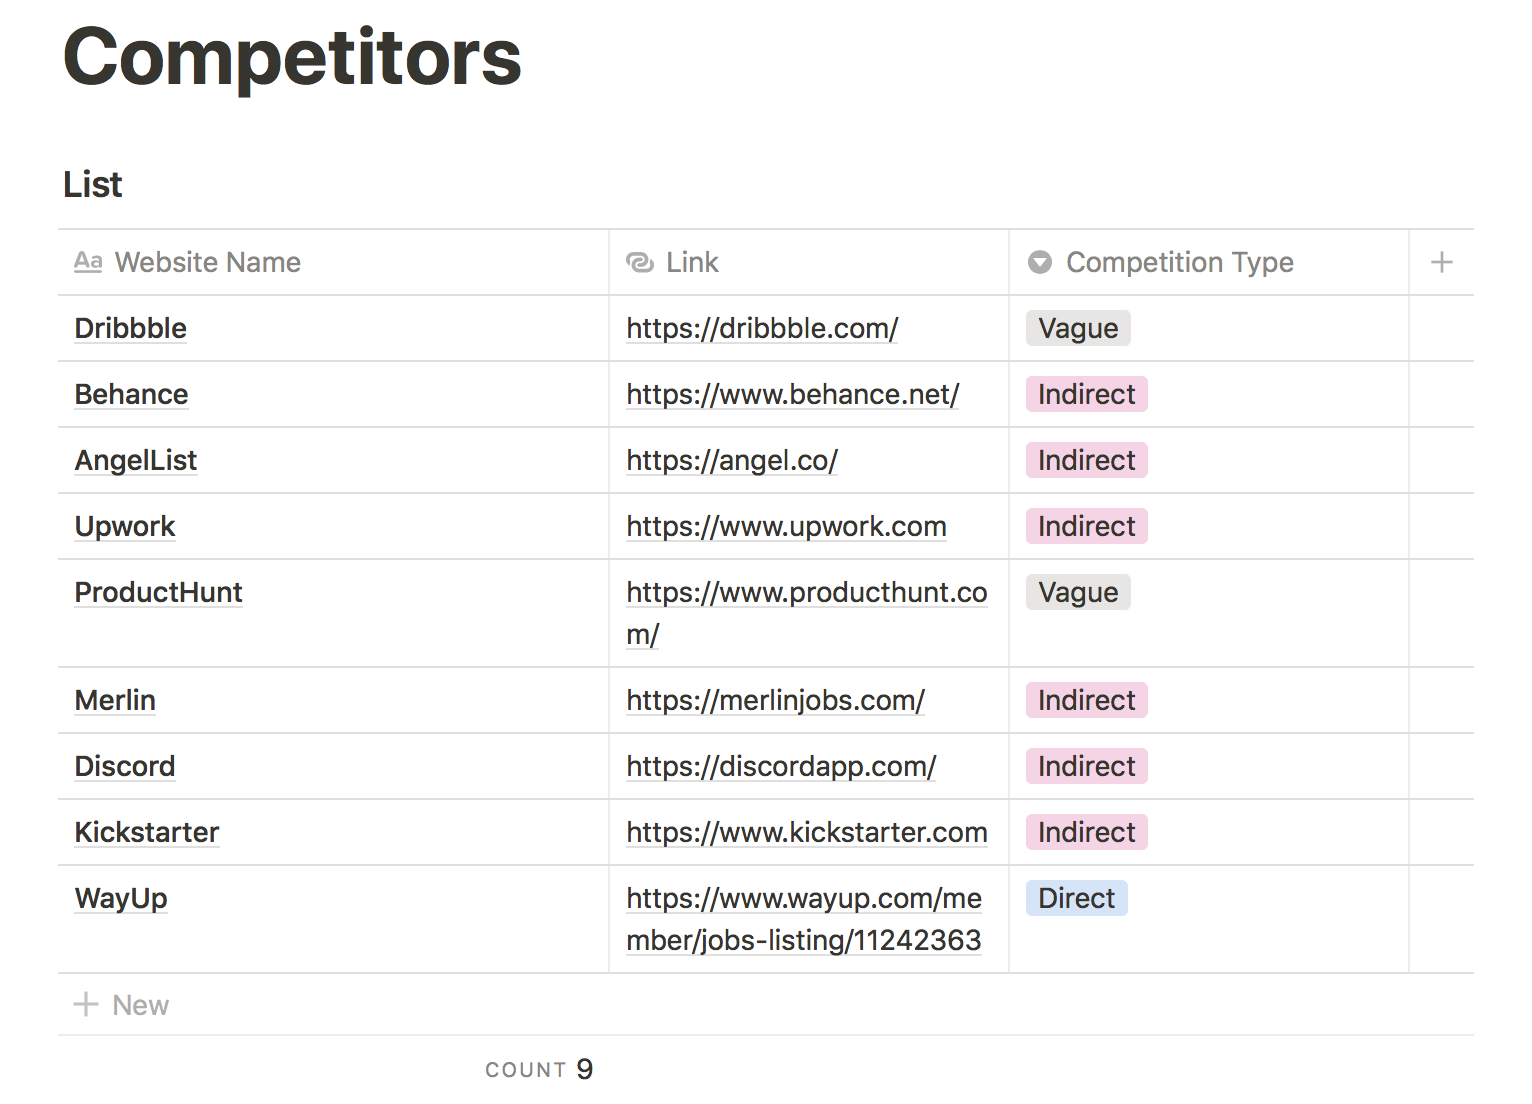 Competitors
List
Aa Website Name Link Competition Type
Dribbble https://dribbble.com/ Vague
Behance https://www.behance.net/ Indirect
AngelList https://angel.co/ Indirect
Upwork https://www.upwork.com Indirect
ProductHunt https://www.producthunt.co Vague
m/
Merlin https://merlinjobs.com/ Indirect
Discord https://discordapp.com/ Indirect
Kickstarter https://www.kickstarter.com Indirect
WayUp https://www.wayup.com/me Direct
mber/jobs-listing/11242363
+ New
COUNT 9